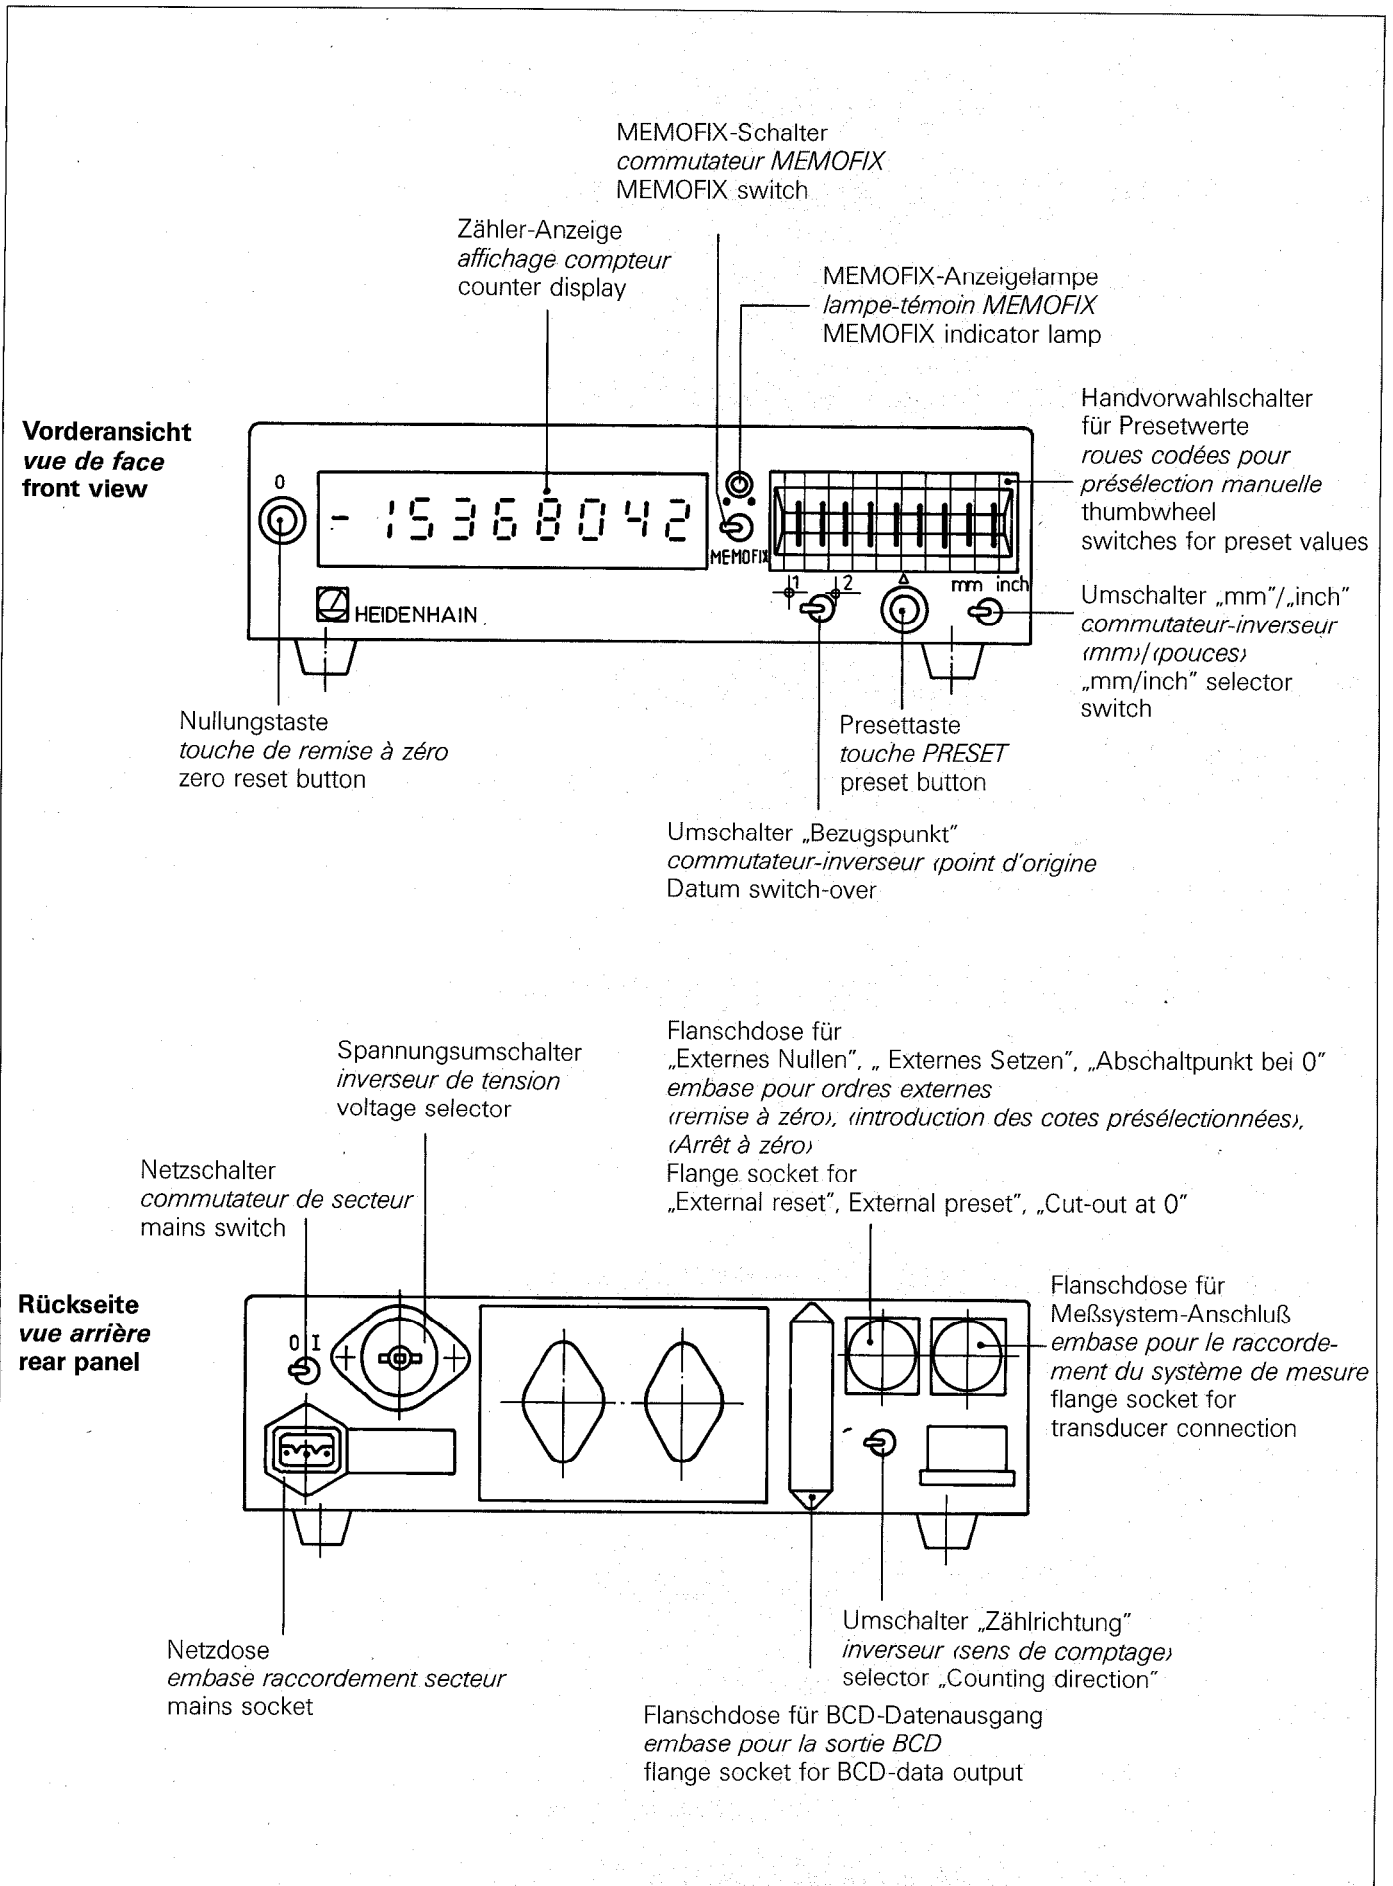 MEMOFIX-Schalter
commutateur MEMOFIX
MEMOFIX switch
Zähler-Anzeige
affichage compteur
counter display
MEMOFIX-Anzeigelampe
lampe-témoin MEMOFIX
MEMOFIX indicator lamp
Handvorwahlschalter
für Presetwerte
roues codées pour
présélection manuelle
thumbwheel
switches for preset values
Vorderansicht
vue de face
front view
0
- 15368042
MEMOFIX
1 2
mm inch
HEIDENHAIN
Umschalter „mm"/„inch"
commutateur-inverseur
‹mm›/‹pouces›
„mm/inch" selector
switch
Nullungstaste
touche de remise à zéro
zero reset button
Presettaste
touche PRESET
preset button
Umschalter „Bezugspunkt"
commutateur-inverseur ‹point d'origine
Datum switch-over
Flanschdose für
„Externes Nullen", „ Externes Setzen", „Abschaltpunkt bei 0"
embase pour ordres externes
‹remise à zéro›, ‹introduction des cotes présélectionnées›,
‹Arrêt à zéro›
Flange socket for
„External reset", External preset", „Cut-out at 0"
Spannungsumschalter
inverseur de tension
voltage selector
Netzschalter
commutateur de secteur
mains switch
Rückseite
vue arrière
rear panel
0 I
Flanschdose für
Meßsystem-Anschluß
embase pour le raccorde-
ment du système de mesure
flange socket for
transducer connection
Umschalter „Zählrichtung"
inverseur ‹sens de comptage›
selector „Counting direction"
Netzdose
embase raccordement secteur
mains socket
Flanschdose für BCD-Datenausgang
embase pour la sortie BCD
flange socket for BCD-data output